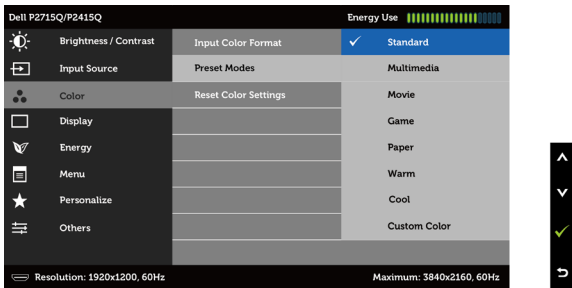 Dell P2715Q/P2415Q
Energy Use
Brightness / Contrast
Input Color Format
Standard
Input Source
Preset Modes
Multimedia
Color
Reset Color Settings
Movie
Display
Game
Energy
Paper
Menu
Warm
Personalize
Cool
Others
Custom Color
Resolution: 1920x1200, 60Hz
Maximum: 3840x2160, 60Hz